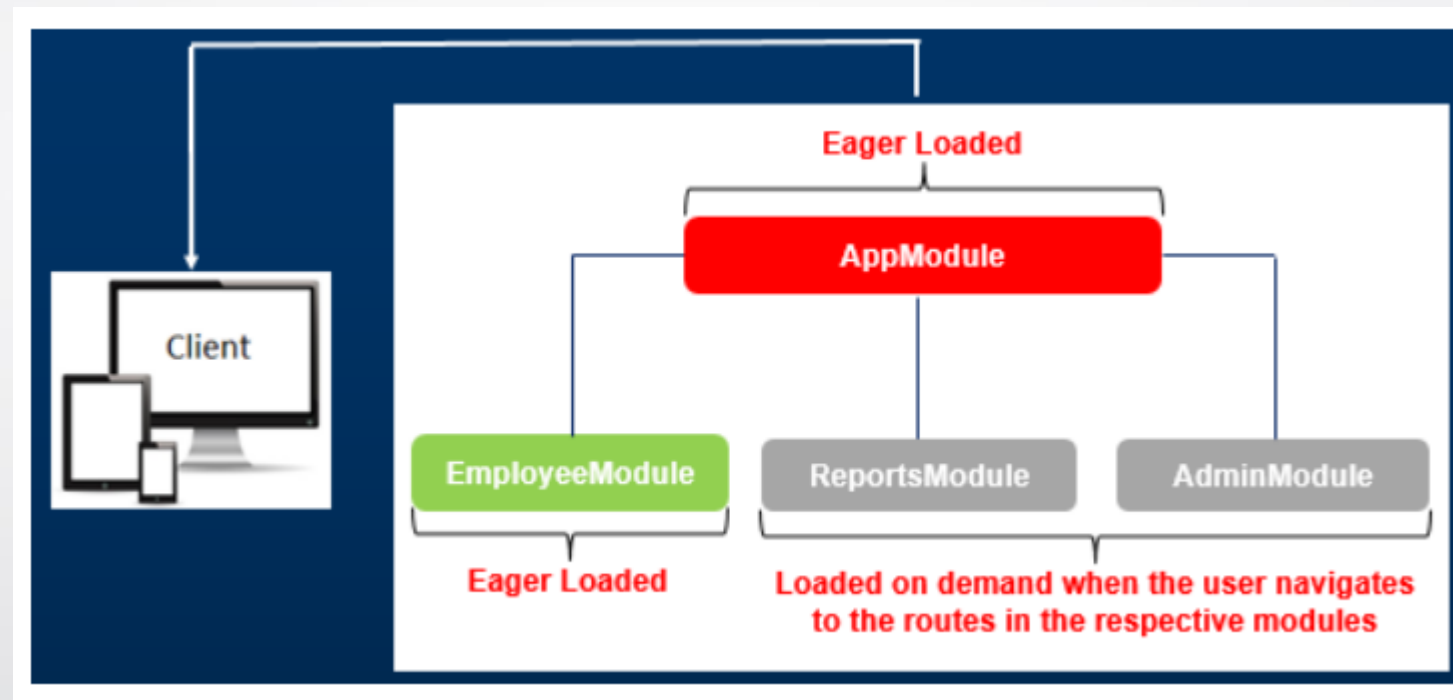 Eager Loaded
AppModule
Client
EmployeeModule
ReportsModule
AdminModule
Eager Loaded
Loaded on demand when the user navigates
to the routes in the respective modules